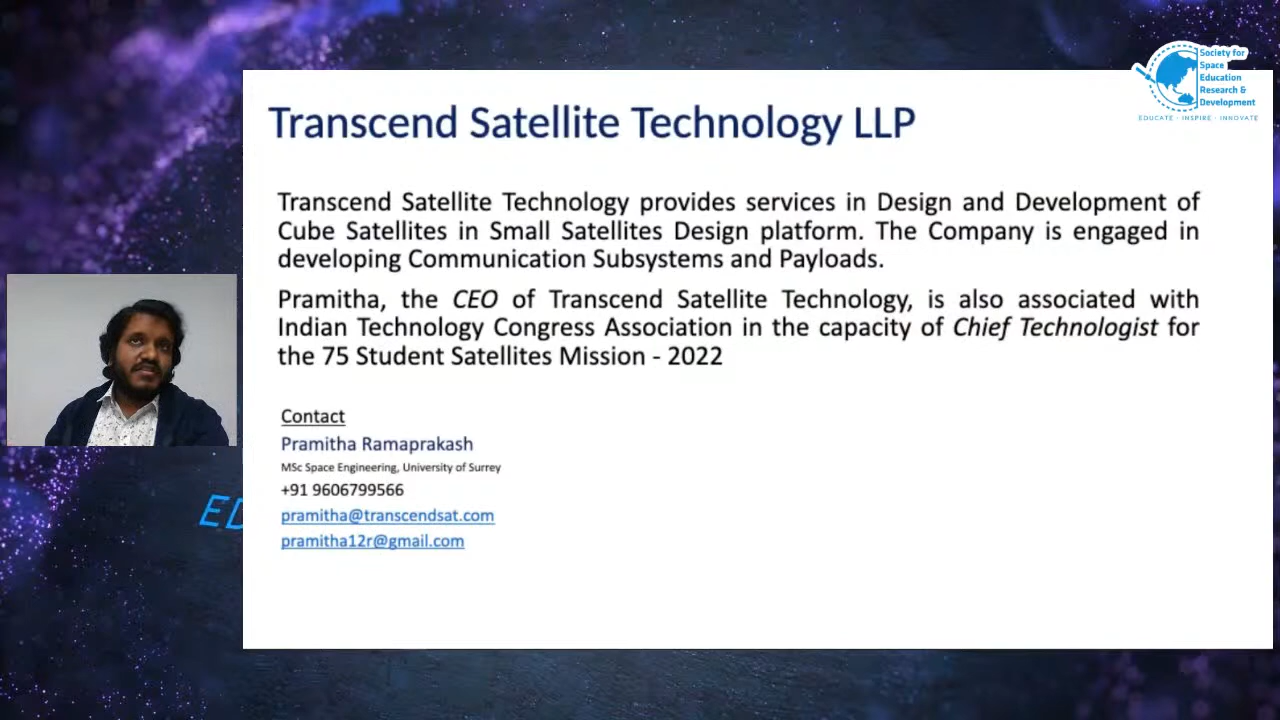 Society for
Space
Education
Research &
Development
EDUCATE · INSPIRE · INNOVATE
Transcend Satellite Technology LLP
Transcend Satellite Technology provides services in Design and Development of
Cube Satellites in Small Satellites Design platform. The Company is engaged in
developing Communication Subsystems and Payloads.
Pramitha, the CEO of Transcend Satellite Technology, is also associated with
Indian Technology Congress Association in the capacity of Chief Technologist for
the 75 Student Satellites Mission - 2022
Contact
Pramitha Ramaprakash
MSc Space Engineering, University of Surrey
+91 9606799566
pramitha@transcendsat.com
pramitha12r@gmail.com
ED